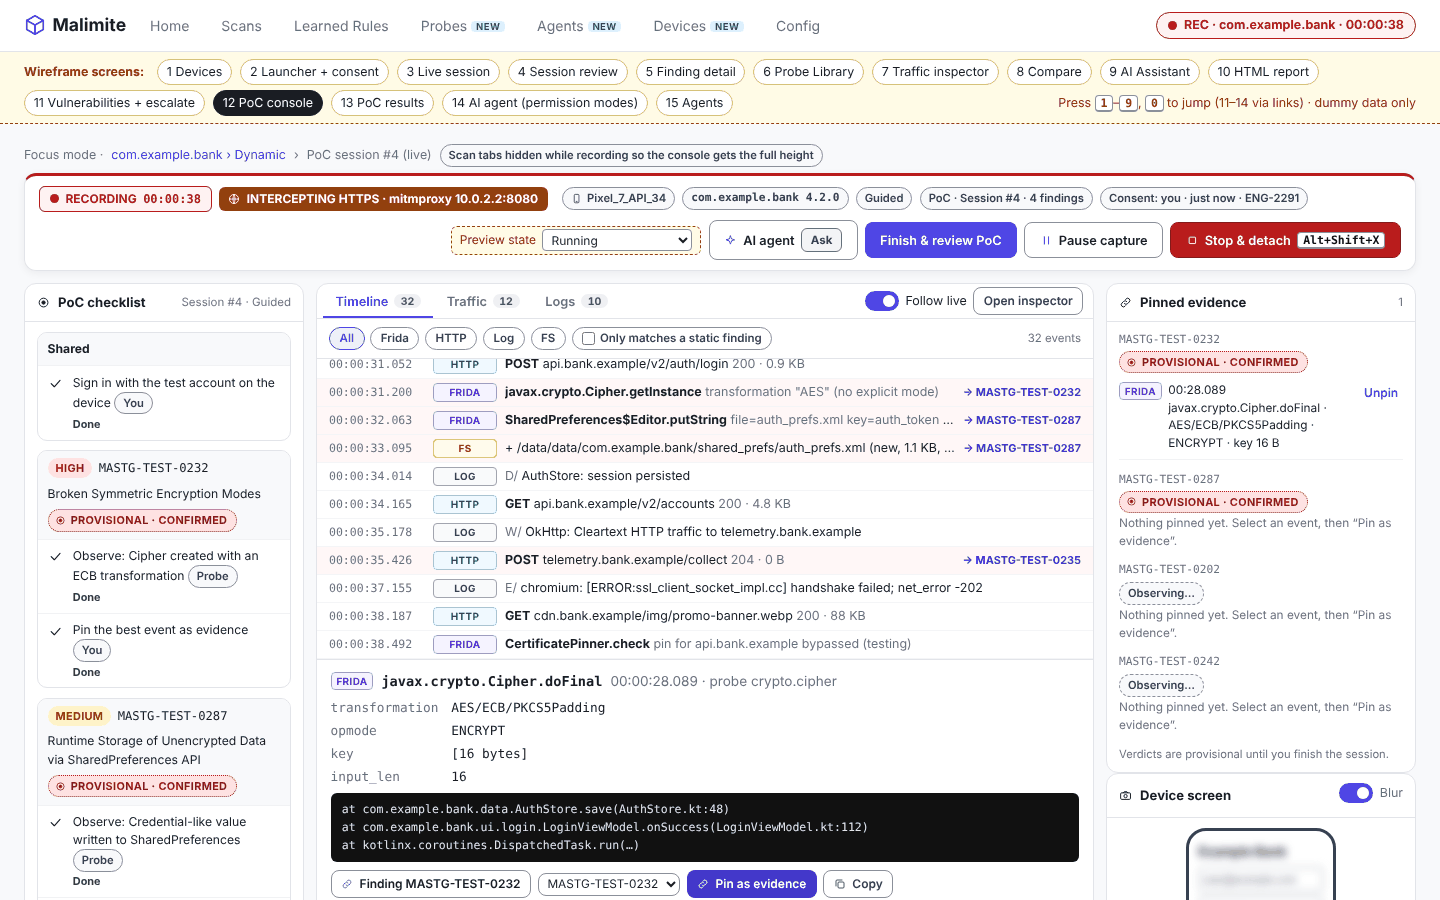 Malimite Home Scans Learned Rules Probes NEW Agents NEW Devices NEW Config REC · com.example.bank · 00:00:38
Wireframe screens: 1 Devices 2 Launcher + consent 3 Live session 4 Session review 5 Finding detail 6 Probe Library 7 Traffic inspector 8 Compare 9 AI Assistant 10 HTML report
11 Vulnerabilities + escalate 12 PoC console 13 PoC results 14 AI agent (permission modes) 15 Agents Press 1–9, 0 to jump (11–14 via links) · dummy data only
Focus mode · com.example.bank › Dynamic › PoC session #4 (live) Scan tabs hidden while recording so the console gets the full height
RECORDING 00:00:38 INTERCEPTING HTTPS · mitmproxy 10.0.2.2:8080 Pixel_7_API_34 com.example.bank 4.2.0 Guided PoC · Session #4 · 4 findings Consent: you · just now · ENG-2291
Preview state Running AI agent Ask Finish & review PoC Pause capture Stop & detach Alt+Shift+X
PoC checklist Session #4 · Guided
Shared
Sign in with the test account on the
device You
Done
HIGH MASTG-TEST-0232
Broken Symmetric Encryption Modes
PROVISIONAL · CONFIRMED
Observe: Cipher created with an
ECB transformation Probe
Done
Pin the best event as evidence
You
Done
MEDIUM MASTG-TEST-0287
Runtime Storage of Unencrypted Data
via SharedPreferences API
PROVISIONAL · CONFIRMED
Observe: Credential-like value
written to SharedPreferences
Probe
Done
Timeline 32 Traffic 12 Logs 10 Follow live Open inspector
All Frida HTTP Log FS Only matches a static finding 32 events
00:00:31.052 HTTP POST api.bank.example/v2/auth/login 200 · 0.9 KB
00:00:31.200 FRIDA javax.crypto.Cipher.getInstance transformation "AES" (no explicit mode) → MASTG-TEST-0232
00:00:32.063 FRIDA SharedPreferences$Editor.putString file=auth_prefs.xml key=auth_token … → MASTG-TEST-0287
00:00:33.095 FS + /data/data/com.example.bank/shared_prefs/auth_prefs.xml (new, 1.1 KB, … → MASTG-TEST-0287
00:00:34.014 LOG D/ AuthStore: session persisted
00:00:34.165 HTTP GET api.bank.example/v2/accounts 200 · 4.8 KB
00:00:35.178 LOG W/ OkHttp: Cleartext HTTP traffic to telemetry.bank.example
00:00:35.426 HTTP POST telemetry.bank.example/collect 204 · 0 B → MASTG-TEST-0235
00:00:37.155 LOG E/ chromium: [ERROR:ssl_client_socket_impl.cc] handshake failed; net_error -202
00:00:38.187 HTTP GET cdn.bank.example/img/promo-banner.webp 200 · 88 KB
00:00:38.492 FRIDA CertificatePinner.check pin for api.bank.example bypassed (testing)
FRIDA javax.crypto.Cipher.doFinal 00:00:28.089 · probe crypto.cipher
transformation AES/ECB/PKCS5Padding
opmode ENCRYPT
key [16 bytes]
input_len 16
at com.example.bank.data.AuthStore.save(AuthStore.kt:48)
at com.example.bank.ui.login.LoginViewModel.onSuccess(LoginViewModel.kt:112)
at kotlinx.coroutines.DispatchedTask.run(…)
Finding MASTG-TEST-0232 MASTG-TEST-0232 Pin as evidence Copy
Pinned evidence 1
MASTG-TEST-0232
PROVISIONAL · CONFIRMED
FRIDA 00:28.089 Unpin
javax.crypto.Cipher.doFinal ·
AES/ECB/PKCS5Padding ·
ENCRYPT · key 16 B
MASTG-TEST-0287
PROVISIONAL · CONFIRMED
Nothing pinned yet. Select an event, then “Pin as
evidence”.
MASTG-TEST-0202
Observing…
Nothing pinned yet. Select an event, then “Pin as
evidence”.
MASTG-TEST-0242
Observing…
Nothing pinned yet. Select an event, then “Pin as
evidence”.
Verdicts are provisional until you finish the session.
Device screen Blur